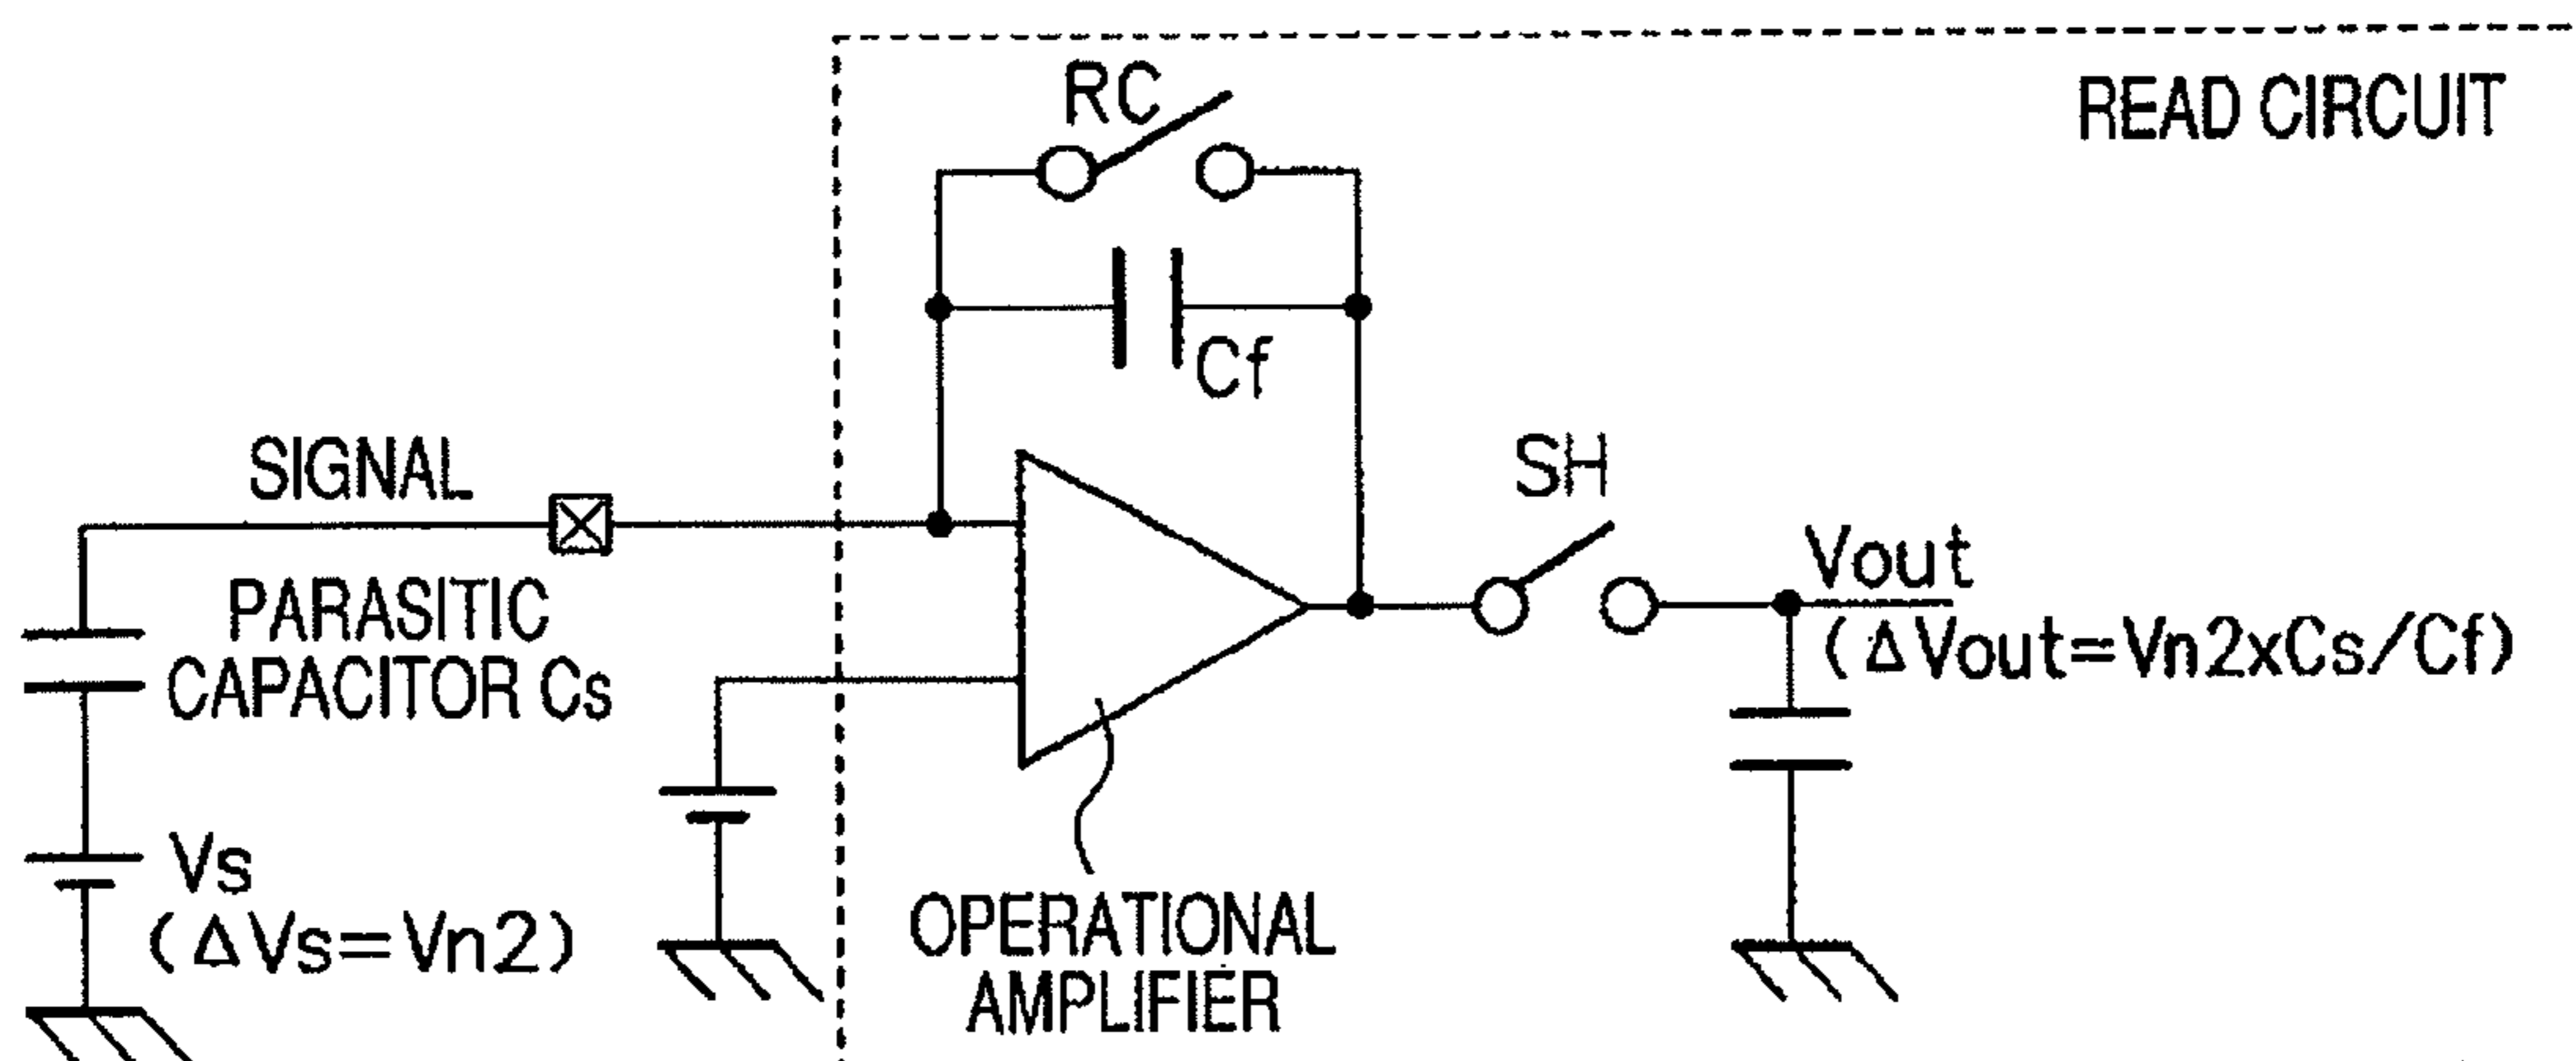 RC
READ CIRCUIT
Cf
SIGNAL
SH
PARASITIC
CAPACITOR Cs
Vout
(ΔVout=Vn2xCs/Cf)
Vs
(ΔVs=Vn2)
OPERATIONAL
AMPLIFIER